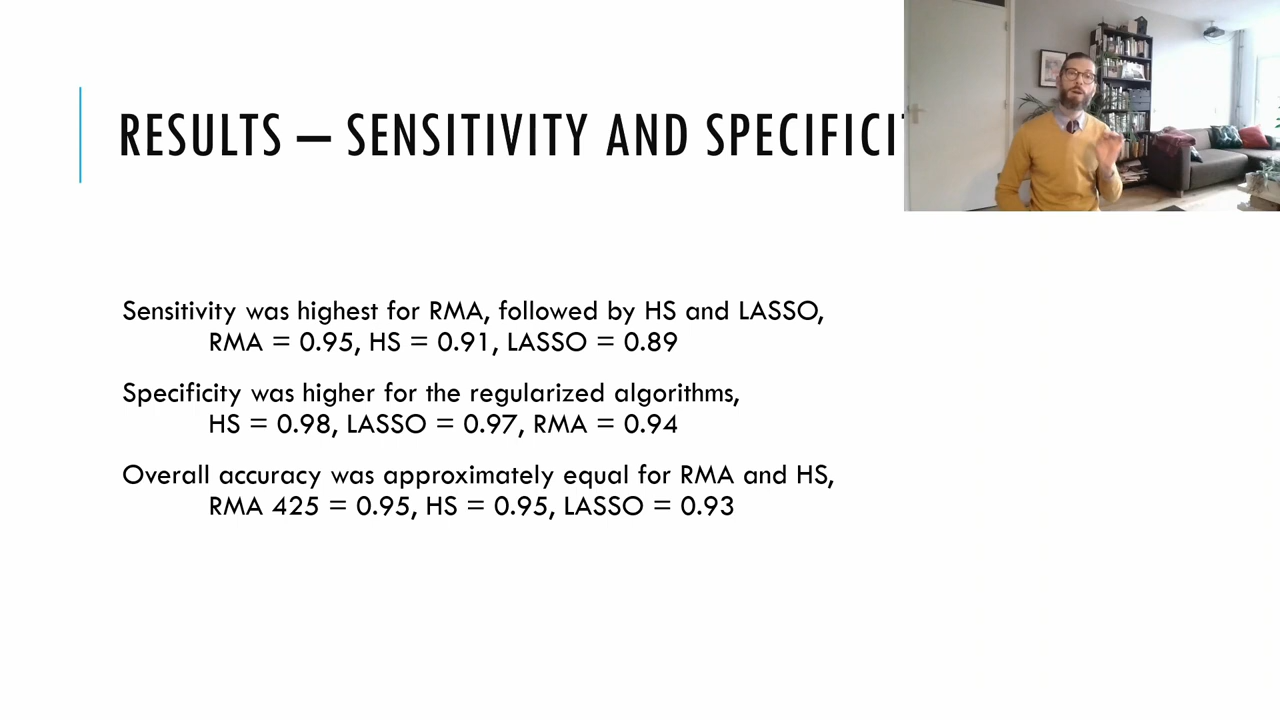 RESULTS – SENSITIVITY AND
Sensitivity was highest for RMA, followed by HS and LASSO,
RMA = 0.95, HS = 0.91, LASSO = 0.89
Specificity was higher for the regularized algorithms,
HS = 0.98, LASSO = 0.97, RMA = 0.94
Overall accuracy was approximately equal for RMA and HS,
RMA 425 = 0.95, HS = 0.95, LASSO = 0.93